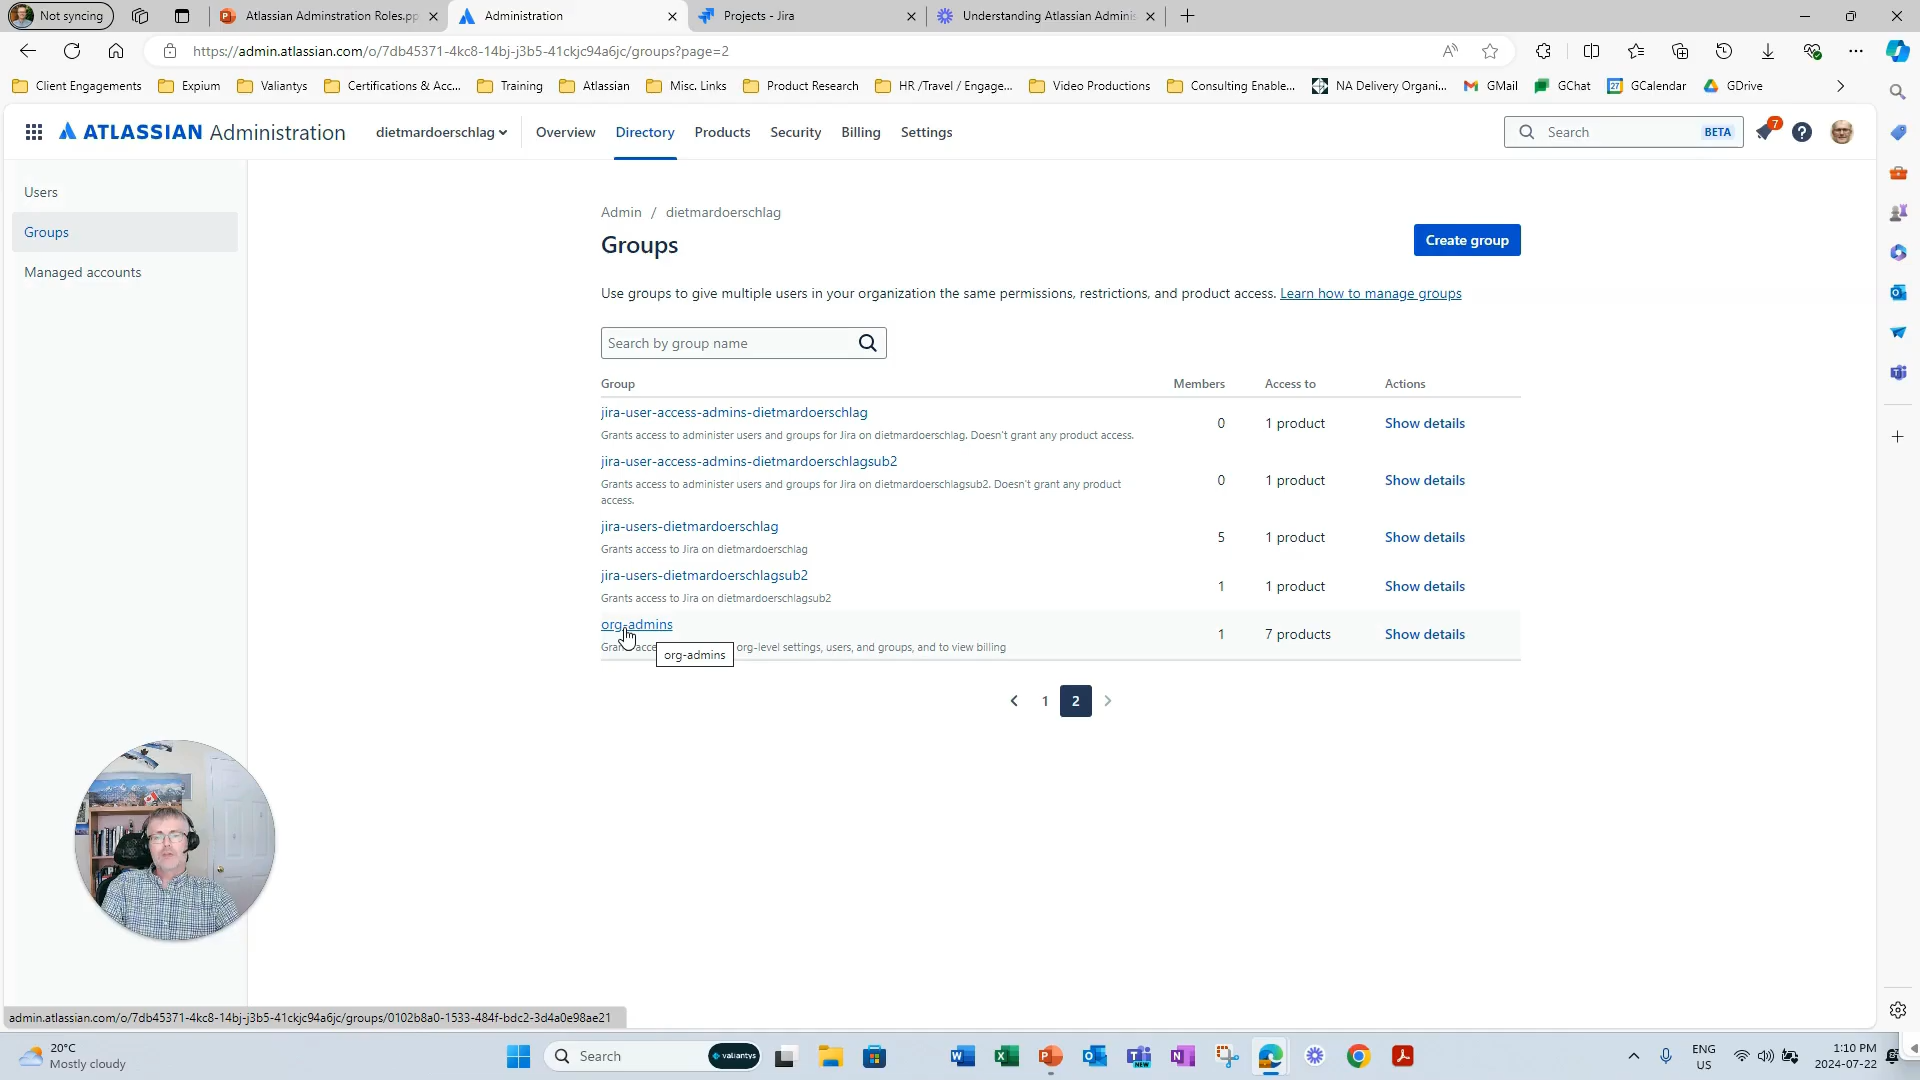 Not syncing
Atlassian Adminstration Roles.pp
Administration
Projects - Jira
Understanding Atlassian Adminis
https://admin.atlassian.com/o/7db45371-4kc8-14bj-j3b5-41ckjc94a6jc/groups?page=2
Client Engagements
Expium
Valiantys
Certifications & Acc...
Training
Atlassian
Misc. Links
Product Research
HR /Travel / Engage...
Video Productions
Consulting Enable...
NA Delivery Organi...
GMail
GChat
27
GCalendar
GDrive
ATLASSIAN Administration
dietmardoerschlag
Overview
Directory
Products
Security
Billing
Settings
Search
BETA
7
Users
Groups
Managed accounts
Admin / dietmardoerschlag
Groups
Create group
Use groups to give multiple users in your organization the same permissions, restrictions, and product access. Learn how to manage groups
Search by group name
Group Members Access to Actions
jira-user-access-admins-dietmardoerschlag
Grants access to administer users and groups for Jira on dietmardoerschlag. Doesn't grant any product access.
0 1 product Show details
jira-user-access-admins-dietmardoerschlagsub2
Grants access to administer users and groups for Jira on dietmardoerschlagsub2. Doesn't grant any product
access.
0 1 product Show details
jira-users-dietmardoerschlag
Grants access to Jira on dietmardoerschlag
5 1 product Show details
jira-users-dietmardoerschlagsub2
Grants access to Jira on dietmardoerschlagsub2
1 1 product Show details
org-admins
org-level settings, users, and groups, and to view billing
org-admins
1 7 products Show details
1 2
admin.atlassian.com/o/7db45371-4kc8-14bj-j3b5-41ckjc94a6jc/groups/0102b8a0-1533-484f-bdc2-3d4a0e98ae21
20°C
Mostly cloudy
Search
valiantys
NEW
ENG
US
1:10 PM
2024-07-22